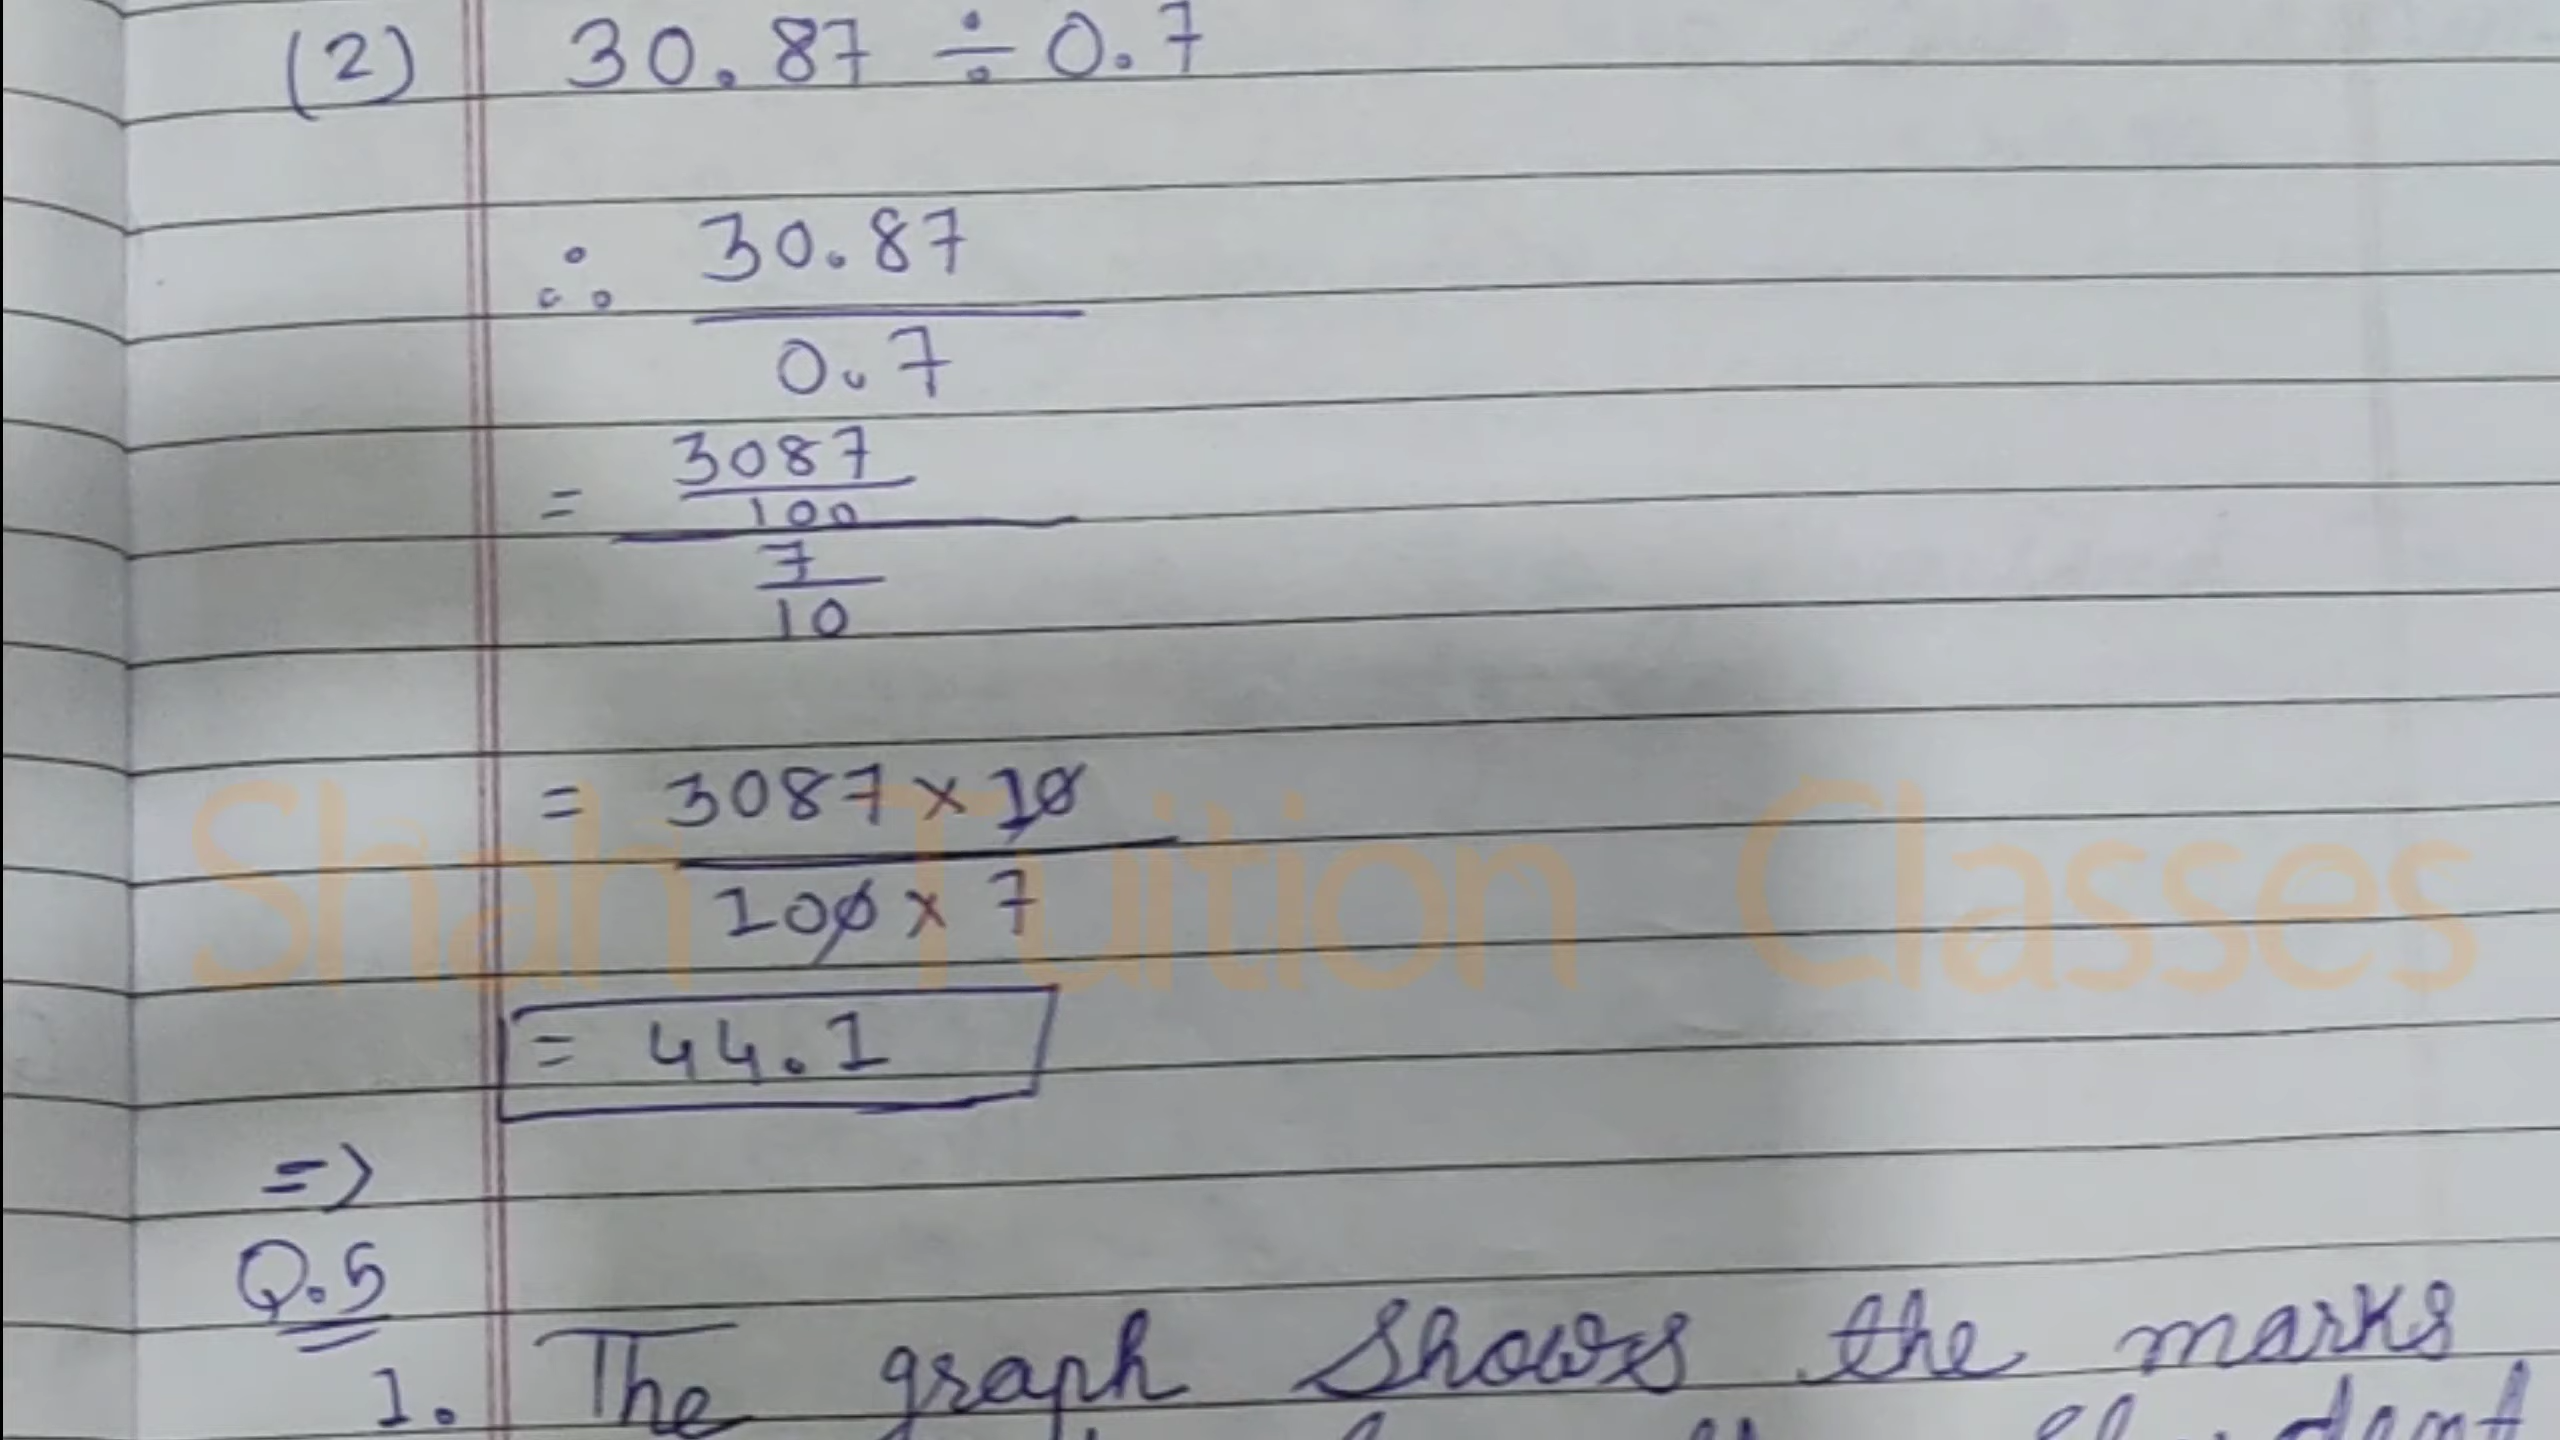 (2) 30.87 ÷ 0.7
∴ 30.87
0.7
= 3087
100
7
10
= 3087 × 10
100 × 7
= 44.1
=>
Q.5
1. The graph shows the marks
Shah Tuition Classes